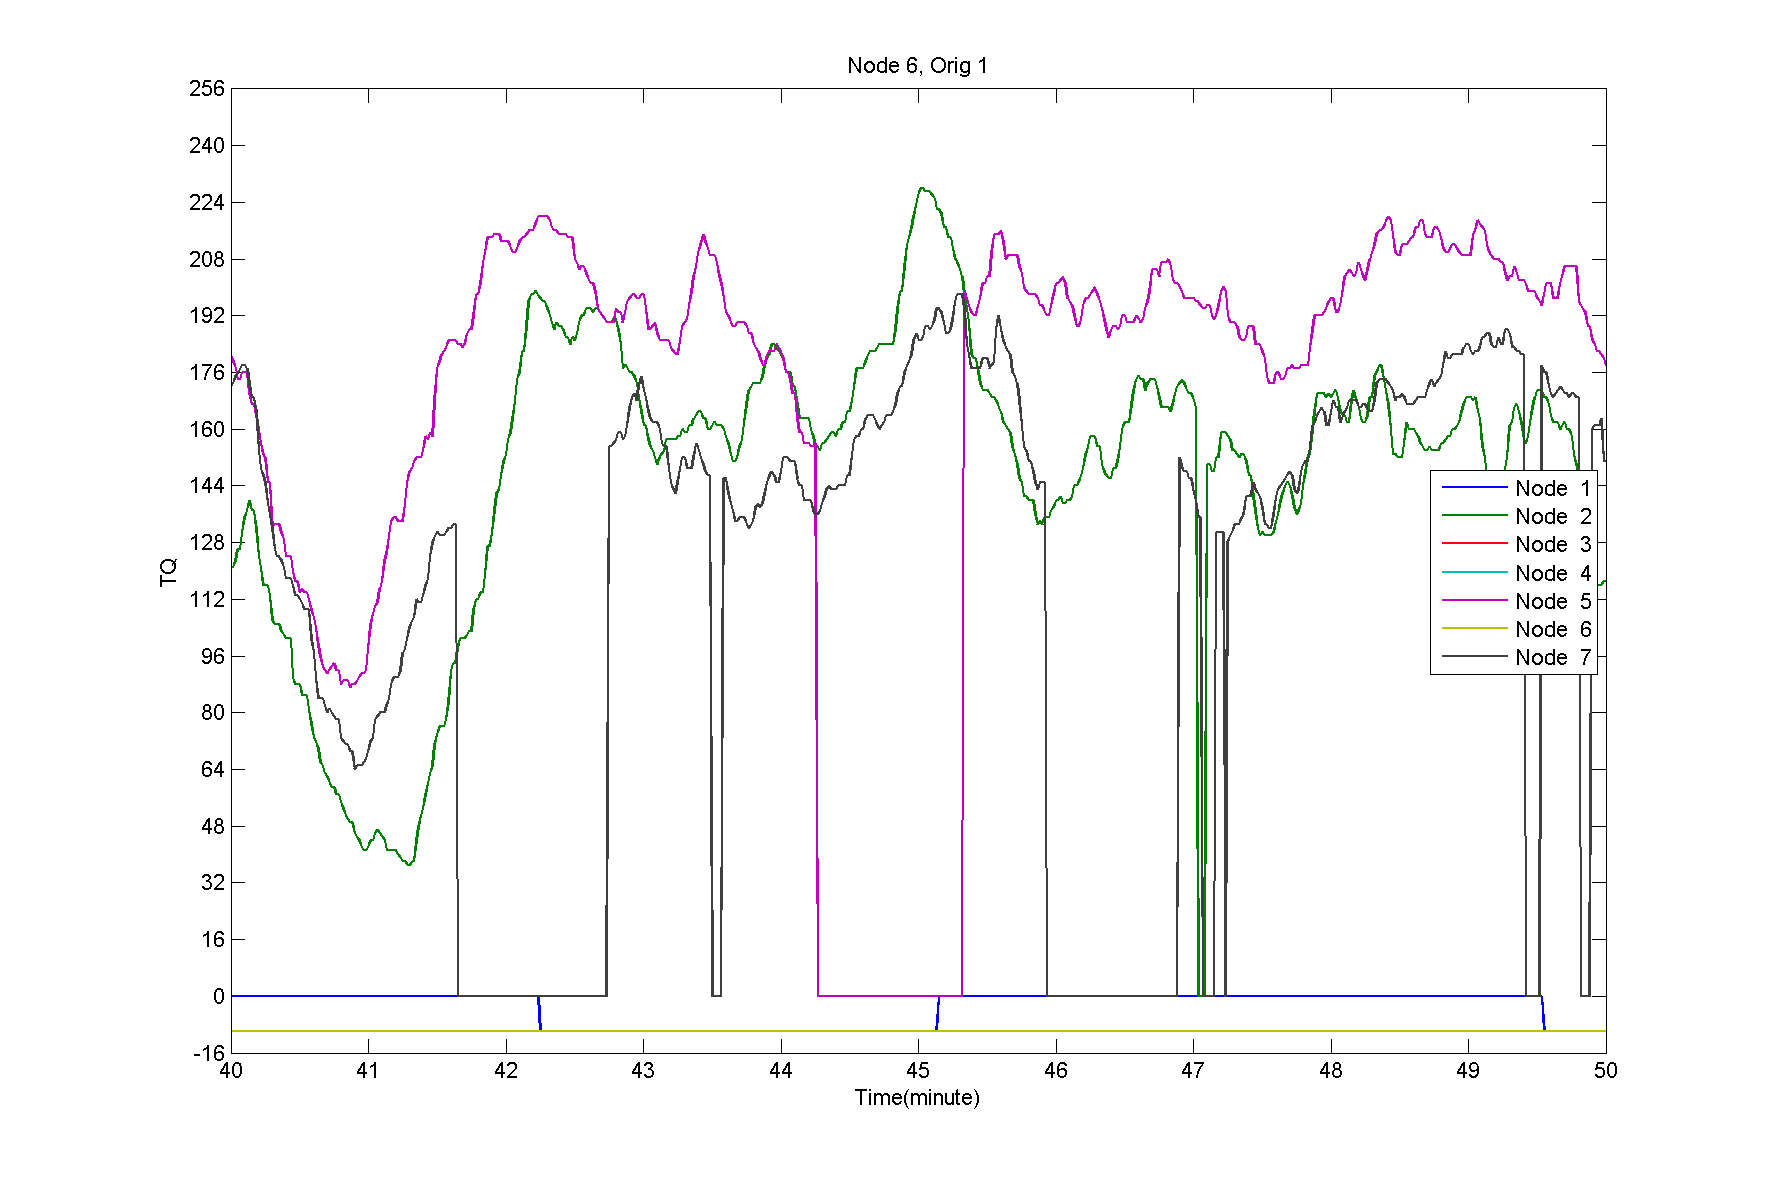 Node 6, Orig 1
256
240
224
208
192
176
160
144
128
112
96
80
64
48
32
16
0
-16
TQ
40 41 42 43 44 45 46 47 48 49 50
Time(minute)
Node 1
Node 2
Node 3
Node 4
Node 5
Node 6
Node 7